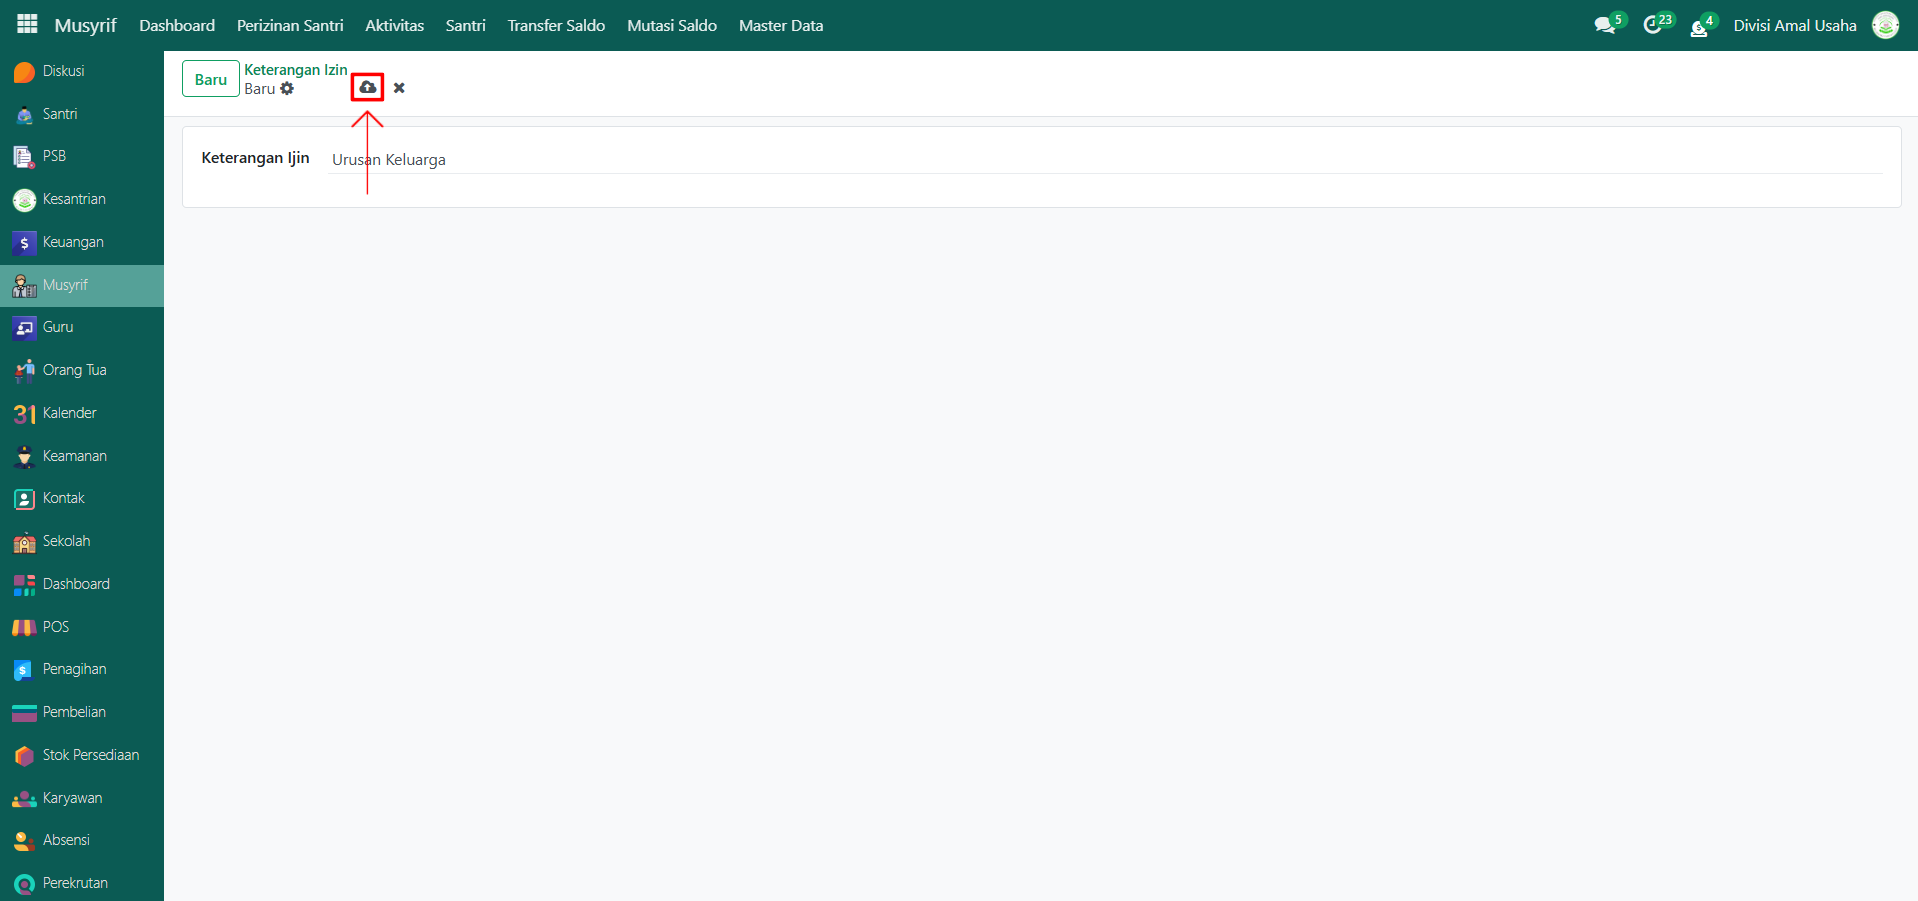 Musyrif Dashboard Perizinan Santri Aktivitas Santri Transfer Saldo Mutasi Saldo Master Data 5 23 4 Divisi Amal Usaha
Diskusi
Santri
PSB
Kesantrian
Keuangan
Musyrif
Guru
Orang Tua
31 Kalender
Keamanan
Kontak
Sekolah
Dashboard
POS
Penagihan
Pembelian
Stok Persediaan
Karyawan
Absensi
Perekrutan
Baru
Keterangan Izin
Baru
Keterangan Ijin Urusan Keluarga